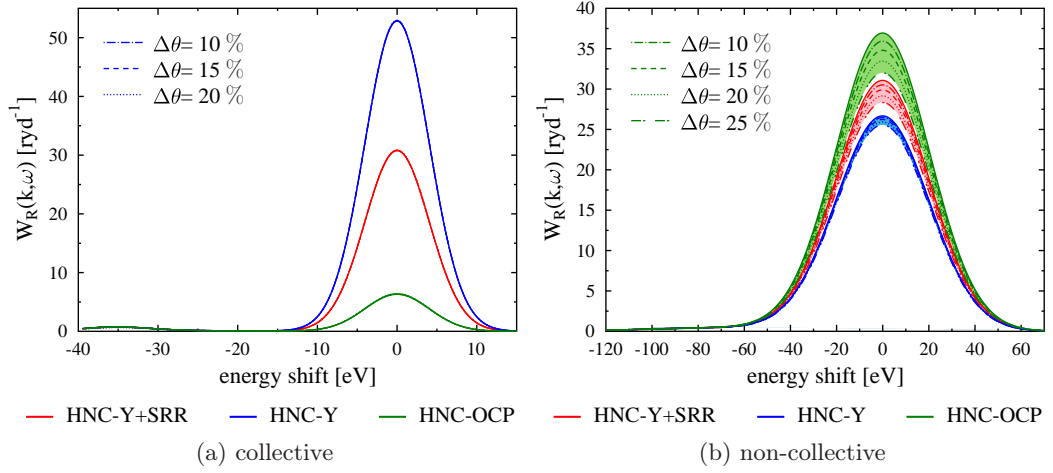 60
50
40
30
20
10
0
W_R(k,ω) [ryd^-1]
Δθ= 10 %
Δθ= 15 %
Δθ= 20 %
-40 -30 -20 -10 0 10
energy shift [eV]
HNC-Y+SRR HNC-Y HNC-OCP
(a) collective
40
35
30
25
20
15
10
5
0
W_R(k,ω) [ryd^-1]
Δθ= 10 %
Δθ= 15 %
Δθ= 20 %
Δθ= 25 %
-120 -100 -80 -60 -40 -20 0 20 40 60
energy shift [eV]
HNC-Y+SRR HNC-Y HNC-OCP
(b) non-collective